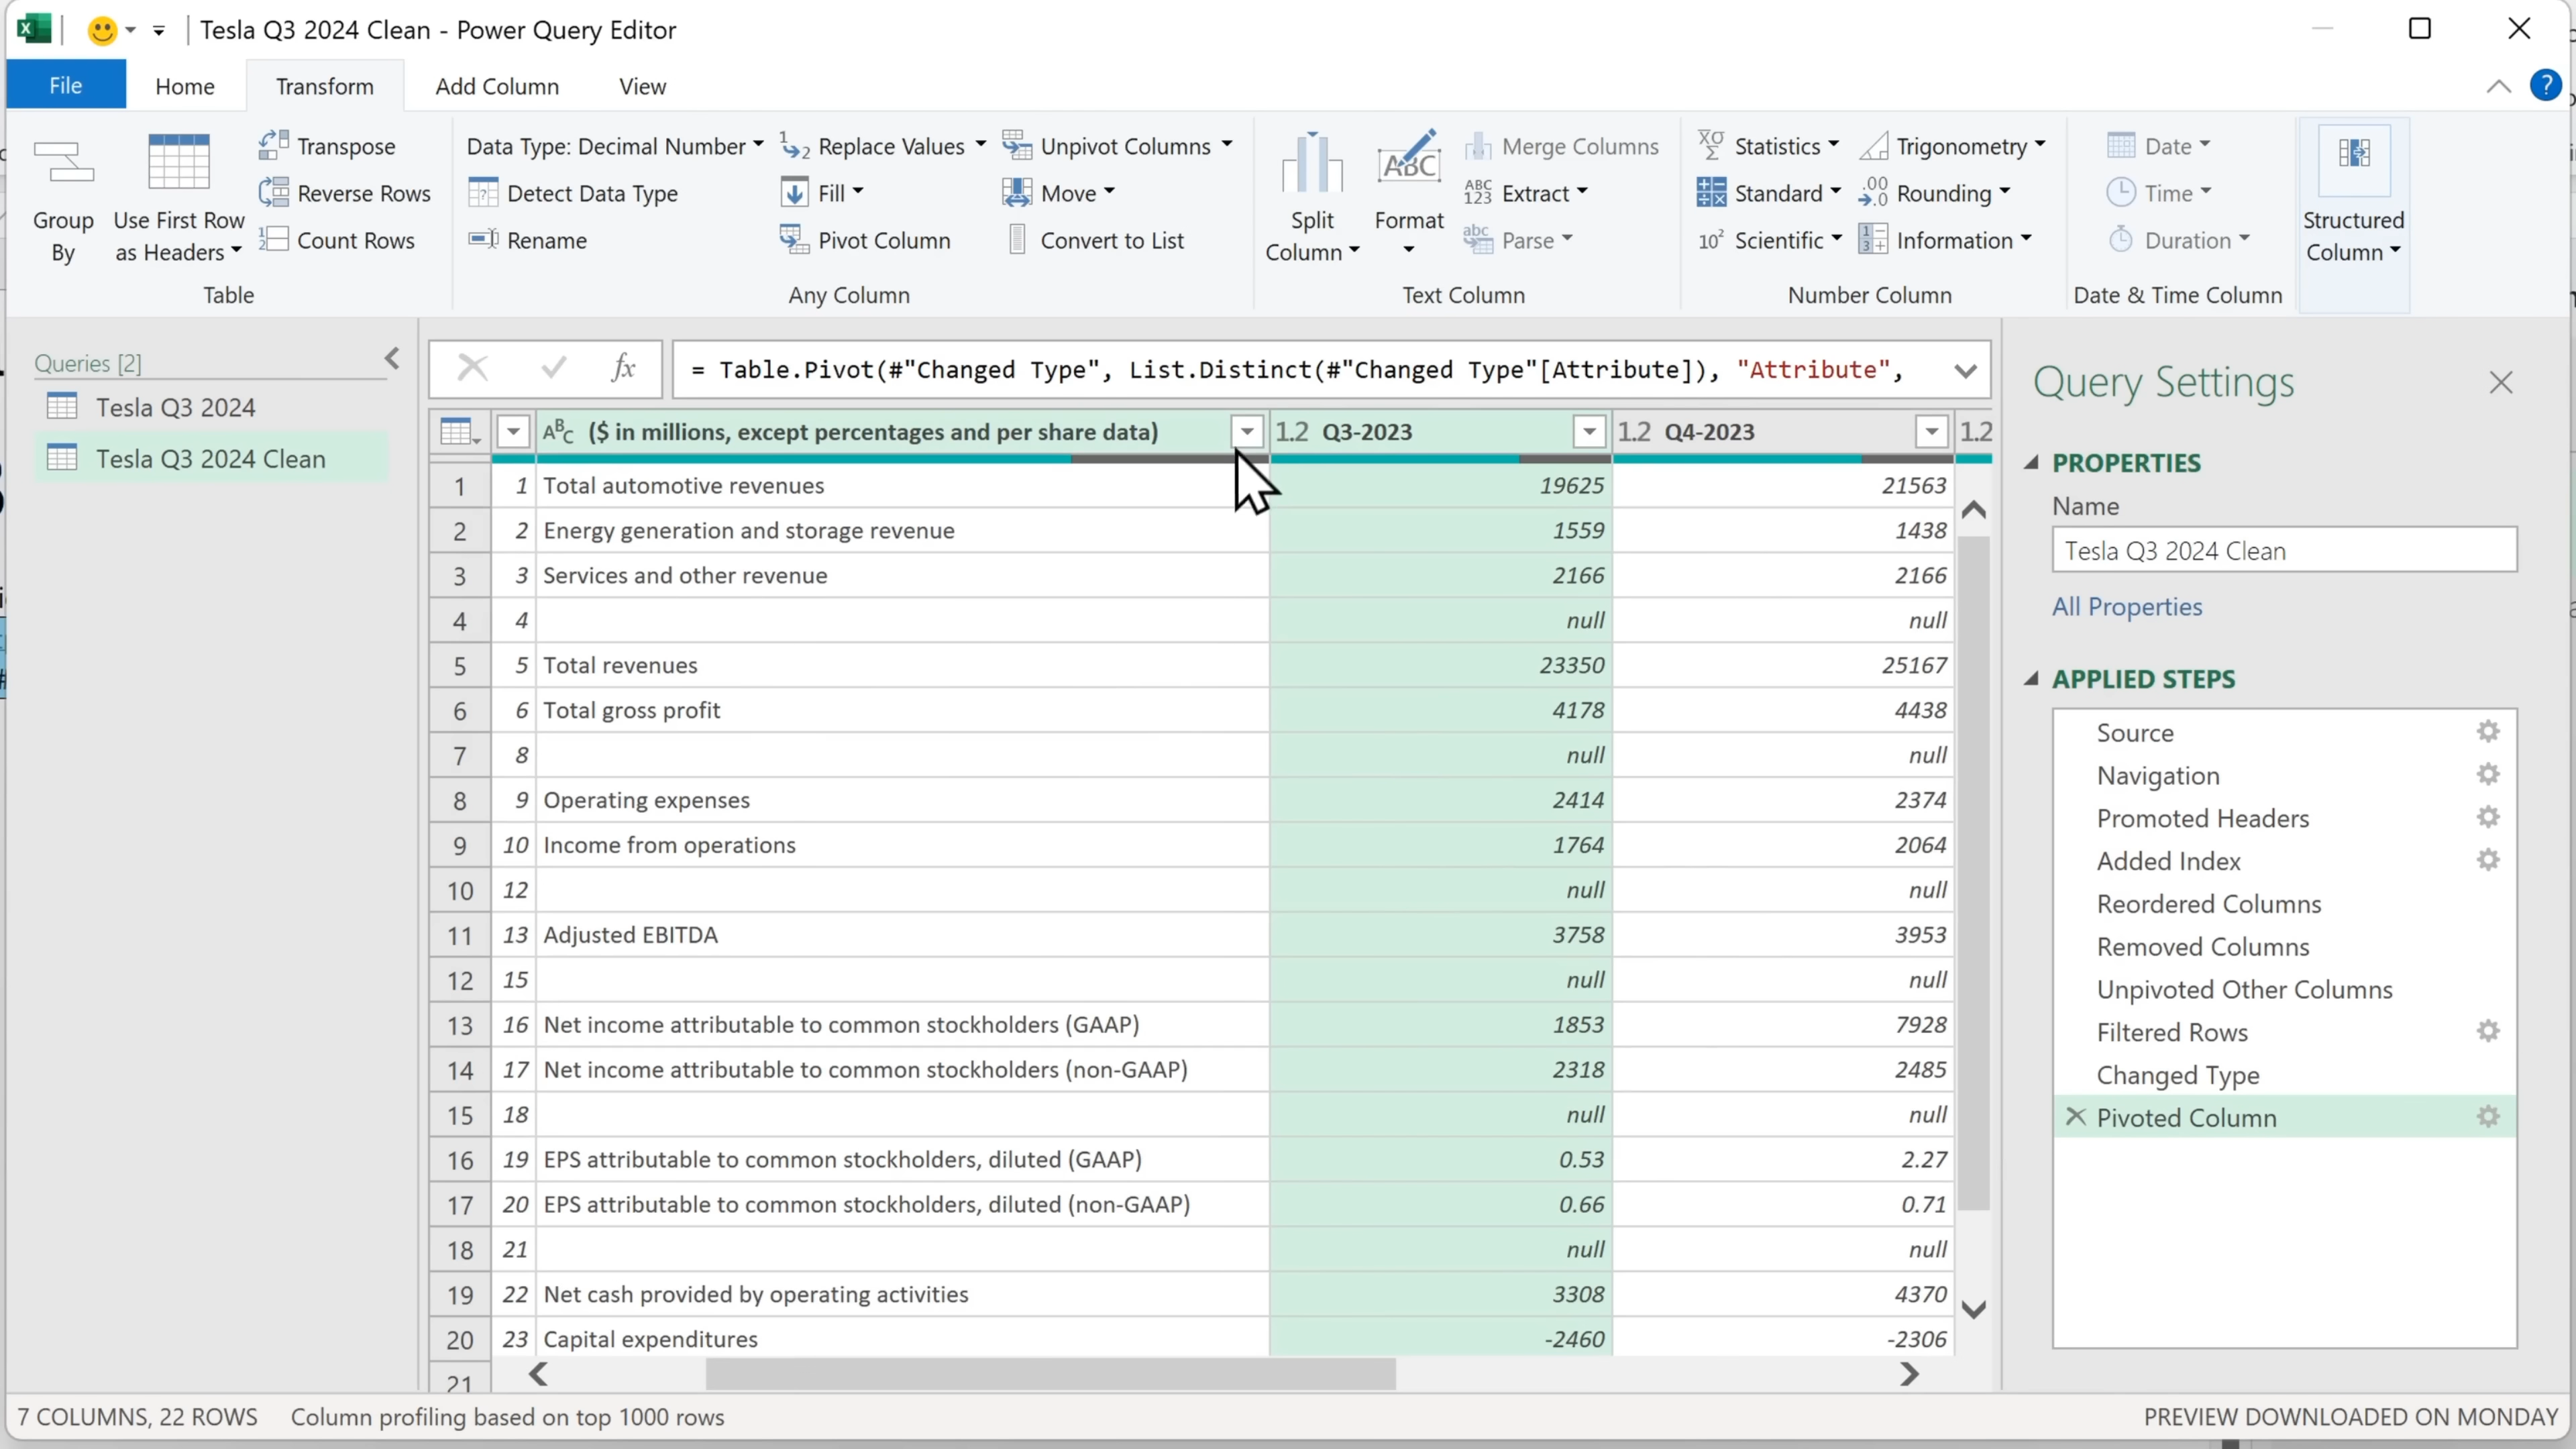 Tesla Q3 2024 Clean - Power Query Editor
File Home Transform Add Column View
Group By
Use First Row as Headers
Transpose
Reverse Rows
Count Rows
Table
Data Type: Decimal Number
Detect Data Type
Rename
Replace Values
Fill
Pivot Column
Unpivot Columns
Move
Convert to List
Any Column
Split Column
Format
Merge Columns
Extract
Parse
Text Column
Statistics
Standard
Scientific
Trigonometry
Rounding
Information
Number Column
Date
Time
Duration
Date & Time Column
Structured Column
Queries [2]
Tesla Q3 2024
Tesla Q3 2024 Clean
fx = Table.Pivot(#"Changed Type", List.Distinct(#"Changed Type"[Attribute]), "Attribute",
ABC ($ in millions, except percentages and per share data) 1.2 Q3-2023 1.2 Q4-2023 1.2
1 1 Total automotive revenues 19625 21563
2 2 Energy generation and storage revenue 1559 1438
3 3 Services and other revenue 2166 2166
4 4 null null
5 5 Total revenues 23350 25167
6 6 Total gross profit 4178 4438
7 8 null null
8 9 Operating expenses 2414 2374
9 10 Income from operations 1764 2064
10 12 null null
11 13 Adjusted EBITDA 3758 3953
12 15 null null
13 16 Net income attributable to common stockholders (GAAP) 1853 7928
14 17 Net income attributable to common stockholders (non-GAAP) 2318 2485
15 18 null null
16 19 EPS attributable to common stockholders, diluted (GAAP) 0.53 2.27
17 20 EPS attributable to common stockholders, diluted (non-GAAP) 0.66 0.71
18 21 null null
19 22 Net cash provided by operating activities 3308 4370
20 23 Capital expenditures -2460 -2306
21
Query Settings
PROPERTIES
Name
Tesla Q3 2024 Clean
All Properties
APPLIED STEPS
Source
Navigation
Promoted Headers
Added Index
Reordered Columns
Removed Columns
Unpivoted Other Columns
Filtered Rows
Changed Type
Pivoted Column
7 COLUMNS, 22 ROWS Column profiling based on top 1000 rows PREVIEW DOWNLOADED ON MONDAY